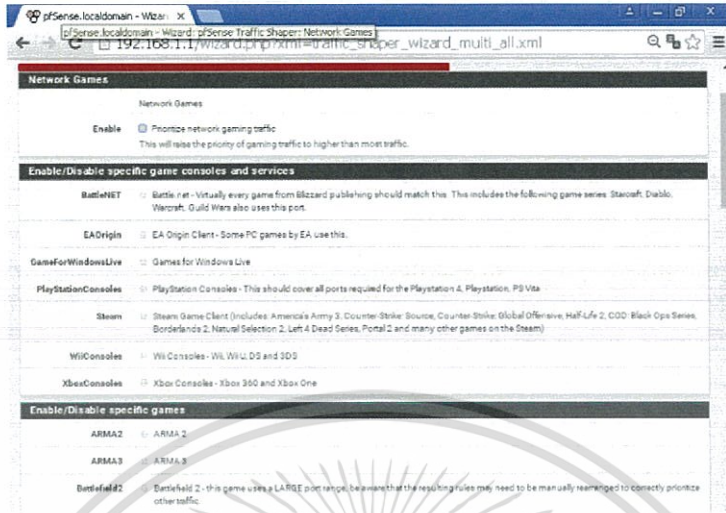 pfSense.localdomain - Wizar
pfSense.localdomain - Wizard: pfSense Traffic Shaper: Network Games
192.168.1.1/wizard.php?xml=traffic_shaper_wizard_multi_all.xml
Network Games
Network Games
Enable Prioritize network gaming traffic
This will raise the priority of gaming traffic to higher than most traffic.
Enable/Disable specific game consoles and services
BattleNET Battle.net - Virtually every game from Blizzard publishing should match this. This includes the following game series: Starcraft, Diablo,
Warcraft. Guild Wars also uses this port.
EAOrigin EA Origin Client - Some PC games by EA use this.
GameForWindowsLive Games for Windows Live
PlayStationConsoles PlayStation Consoles - This should cover all ports required for the Playstation 4, Playstation, PS Vita
Steam Steam Game Client (Includes: America's Army 3, Counter-Strike: Source, Counter-Strike: Global Offensive, Half-Life 2, COD: Black Ops Series,
Borderlands 2, Natural Selection 2, Left 4 Dead Series, Portal 2 and many other games on the Steam)
WiiConsoles Wii Consoles - Wii, WiiU, DS and 3DS
XboxConsoles Xbox Consoles - Xbox 360 and Xbox One
Enable/Disable specific games
ARMA2 ARMA 2
ARMA3 ARMA 3
Battlefield2 Battlefield 2 - this game uses a LARGE port range, be aware that the resulting rules may need to be manually rearranged to correctly prioritize
other traffic.